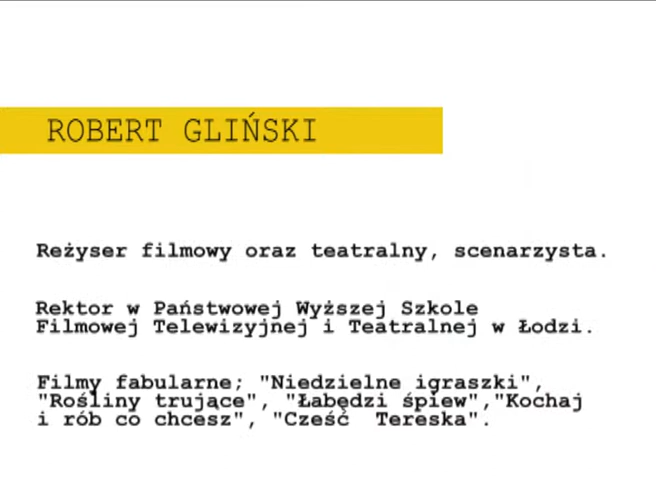 ROBERT GLIŃSKI
Reżyser filmowy oraz teatralny, scenarzysta.
Rektor w Państwowej Wyższej Szkole
Filmowej Telewizyjnej i Teatralnej w Łodzi.
Filmy fabularne; "Niedzielne igraszki",
"Rośliny trujące", "Łabędzi śpiew","Kochaj
i rób co chcesz", "Cześć  Tereska".